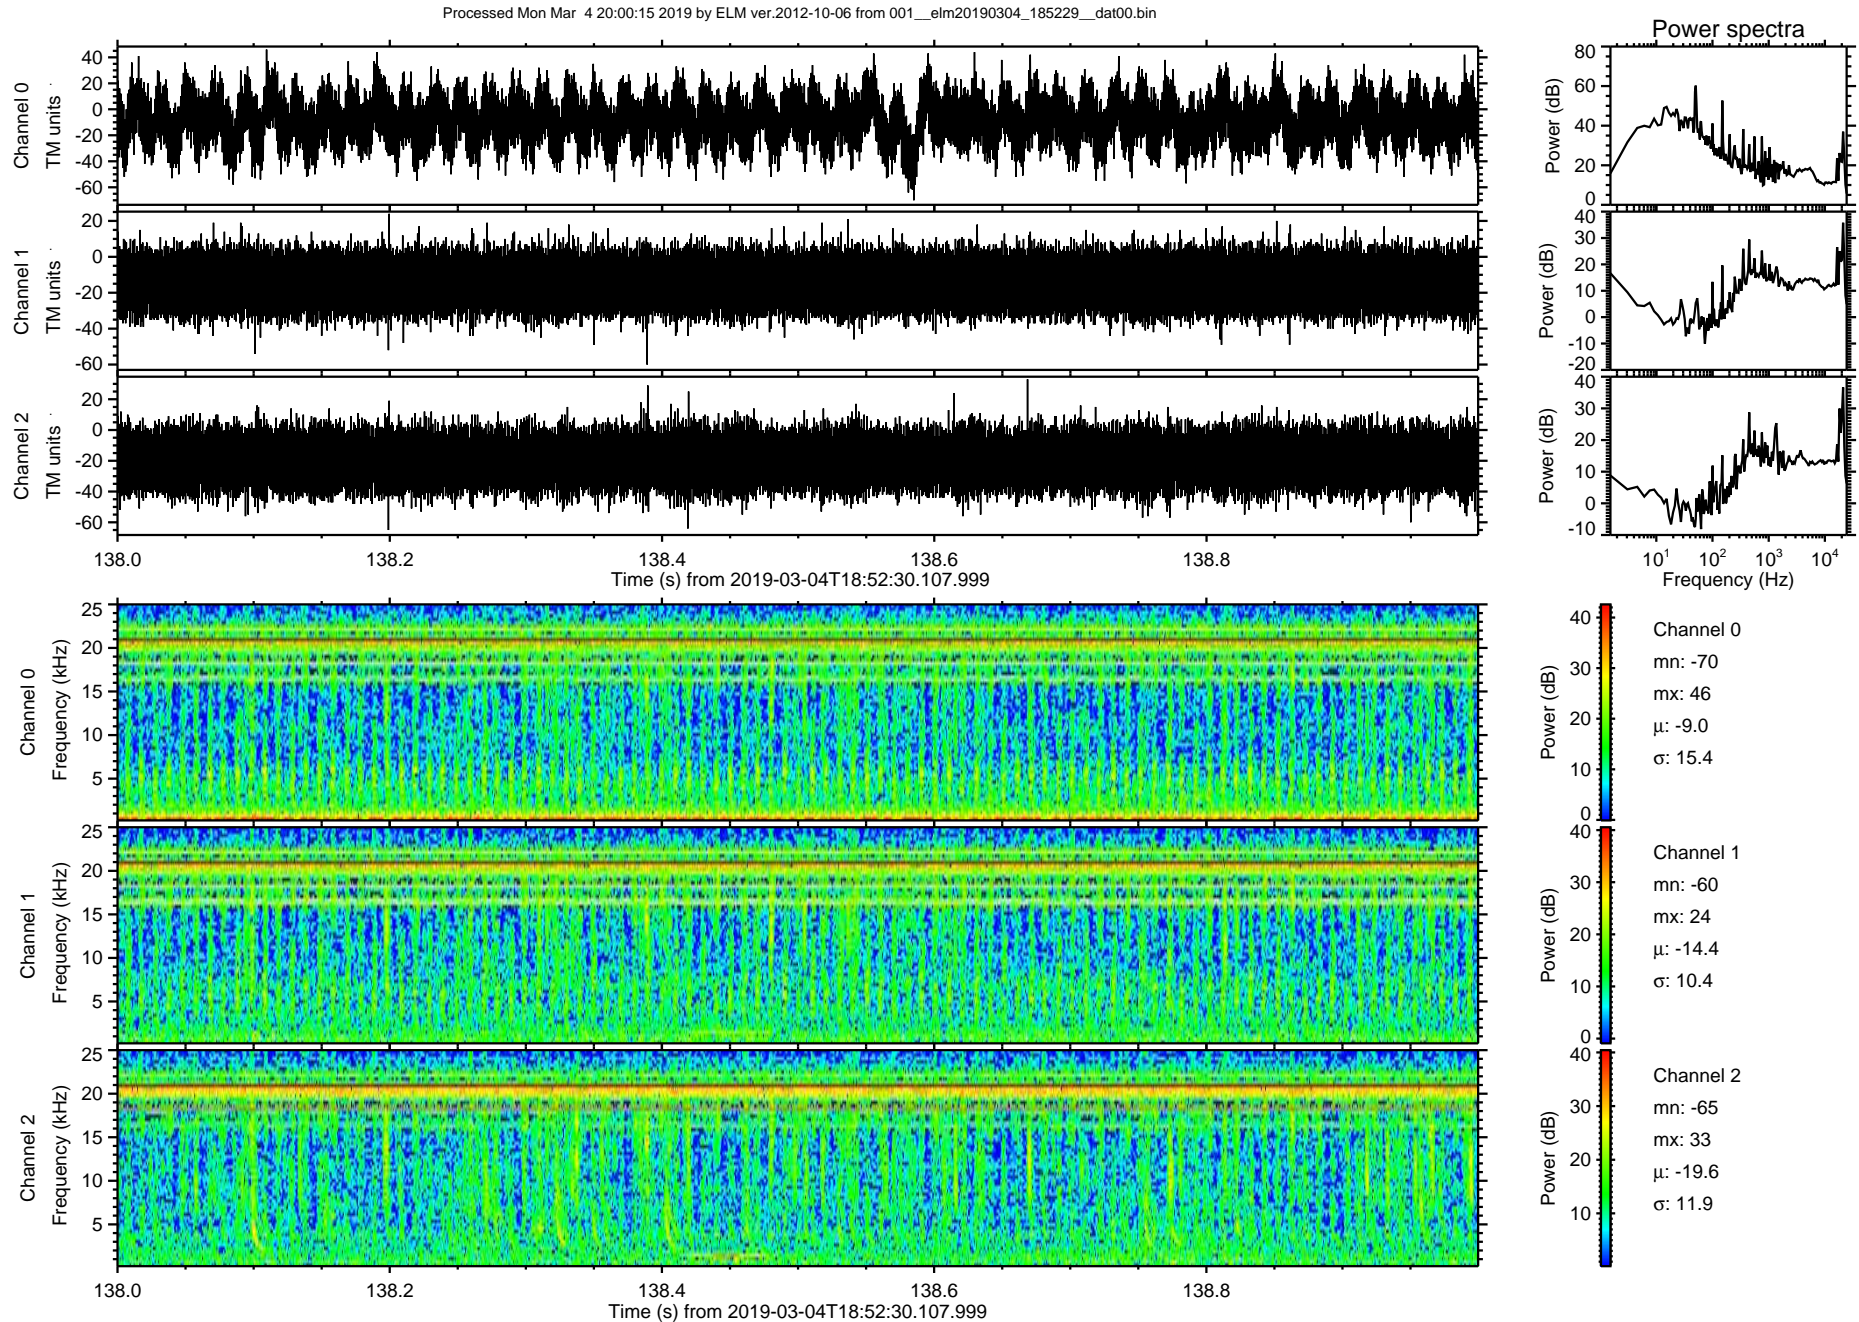 Processed Mon Mar  4 20:00:15 2019 by ELM ver.2012-10-06 from 001__elm20190304_185229__dat00.bin
Power spectra
Channel 0
TM units
40
20
0
-20
-40
-60
Power (dB)
80
60
40
20
0
Channel 1
TM units
20
0
-20
-40
-60
Power (dB)
40
30
20
10
0
-10
-20
Channel 2
TM units
20
0
-20
-40
-60
Power (dB)
40
30
20
10
0
-10
138.0 138.2 138.4 138.6 138.8
Time (s) from 2019-03-04T18:52:30.107.999
10^1 10^2 10^3 10^4
Frequency (Hz)
Channel 0
Frequency (kHz)
25
20
15
10
5
Power (dB)
40
30
20
10
0
Channel 0
mn: -70
mx: 46
μ: -9.0
σ: 15.4
Channel 1
Frequency (kHz)
25
20
15
10
5
Power (dB)
40
30
20
10
0
Channel 1
mn: -60
mx: 24
μ: -14.4
σ: 10.4
Channel 2
Frequency (kHz)
25
20
15
10
5
Power (dB)
40
30
20
10
Channel 2
mn: -65
mx: 33
μ: -19.6
σ: 11.9
138.0 138.2 138.4 138.6 138.8
Time (s) from 2019-03-04T18:52:30.107.999